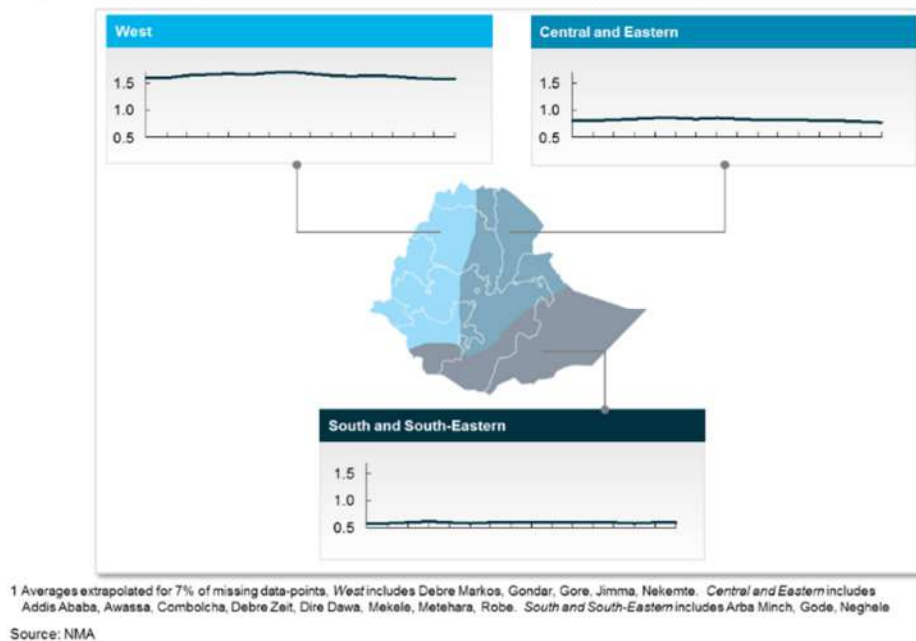 West
1.5
1.0
0.5
Central and Eastern
1.5
1.0
0.5
South and South-Eastern
1.5
1.0
0.5
1 Averages extrapolated for 7% of missing data-points, West includes Debre Markos, Gondar, Gore, Jimma, Nekemte. Central and Eastern includes
Addis Ababa, Awassa, Combolcha, Debre Zeit, Dire Dawa, Mekele, Metehara, Robe. South and South-Eastern includes Arba Minch, Gode, Neghele
Source: NMA